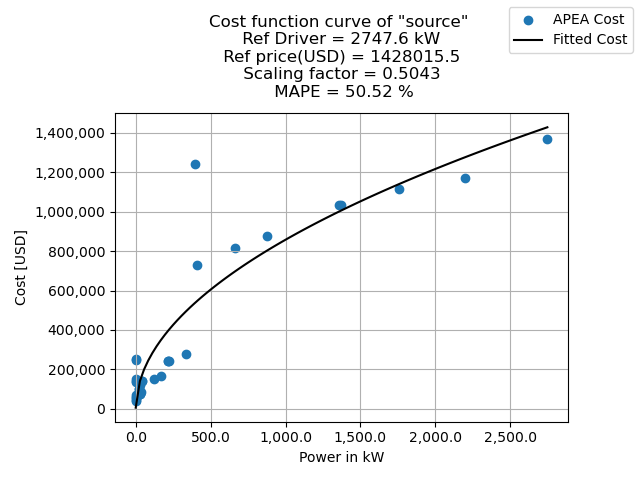 Cost function curve of "source"
Ref Driver = 2747.6 kW
Ref price(USD) = 1428015.5
Scaling factor = 0.5043
MAPE = 50.52 %
APEA Cost
Fitted Cost
1,400,000
1,200,000
1,000,000
800,000
600,000
400,000
200,000
0
Cost [USD]
0.0 500.0 1,000.0 1,500.0 2,000.0 2,500.0
Power in kW